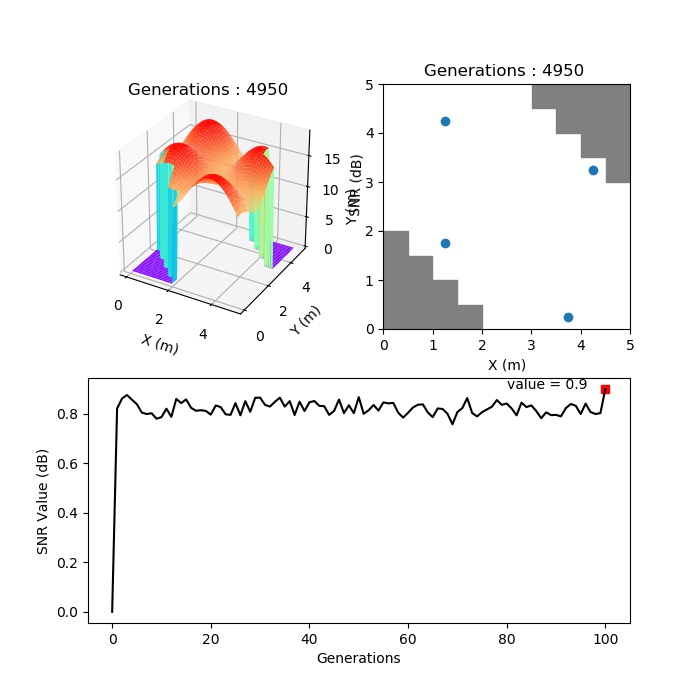 Generations : 4950
0
2
4
X (m)
0
2
4
Y (m)
0
5
10
15
SNR (dB)
Generations : 4950
5
4
3
2
1
0
Y (m)
0 1 2 3 4 5
X (m)
value = 0.9
0.8
0.6
0.4
0.2
0.0
SNR Value (dB)
0 20 40 60 80 100
Generations